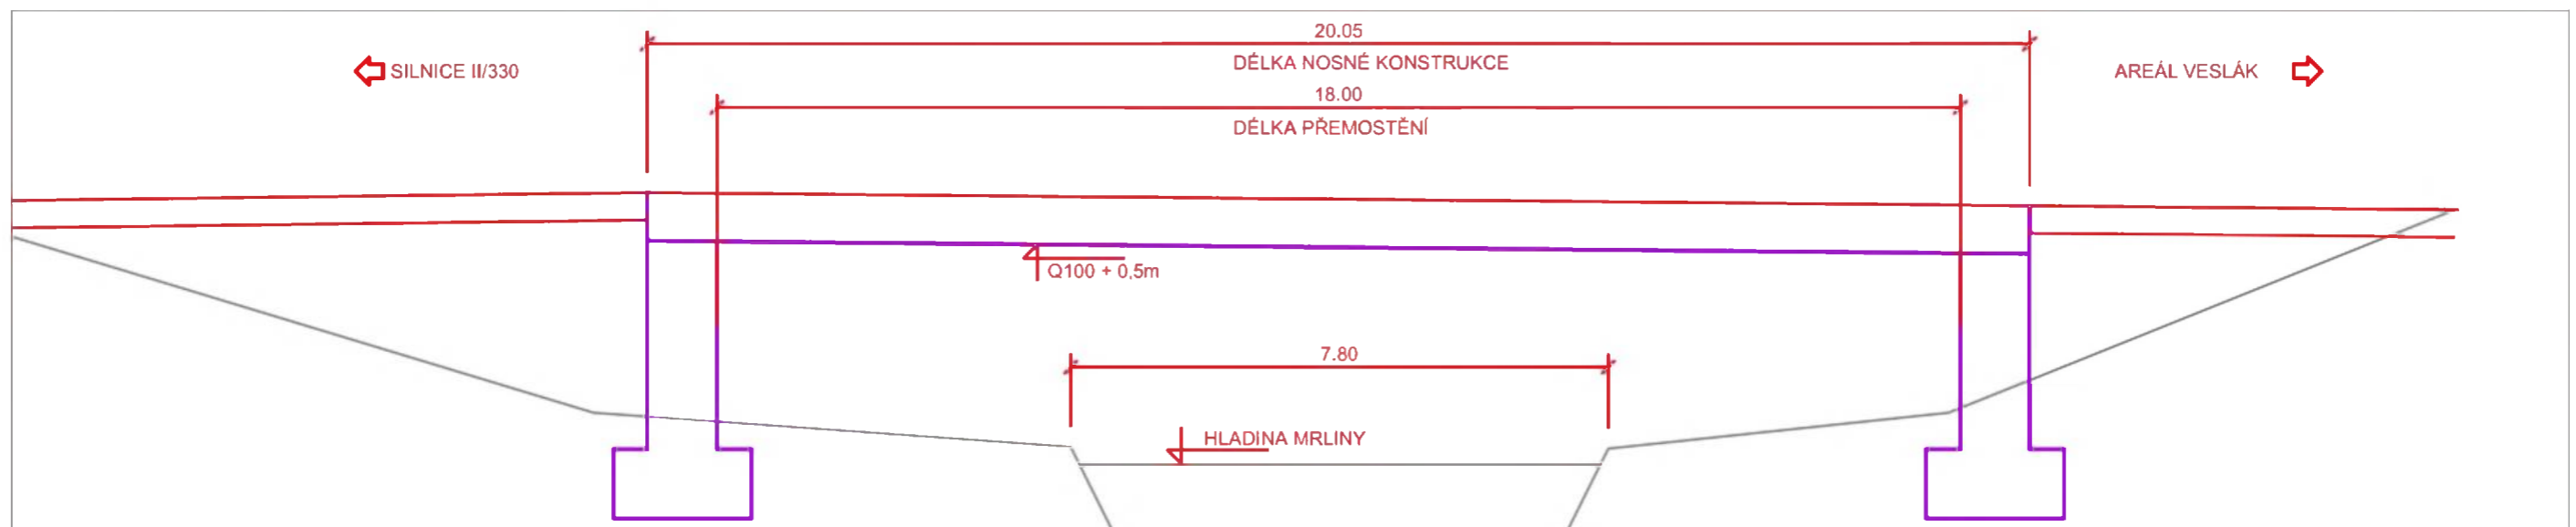 20.05
DÉLKA NOSNÉ KONSTRUKCE
SILNICE II/330
AREÁL VESLÁK
18.00
DÉLKA PŘEMOSTĚNÍ
Q100 + 0,5m
7.80
HLADINA MRLINY